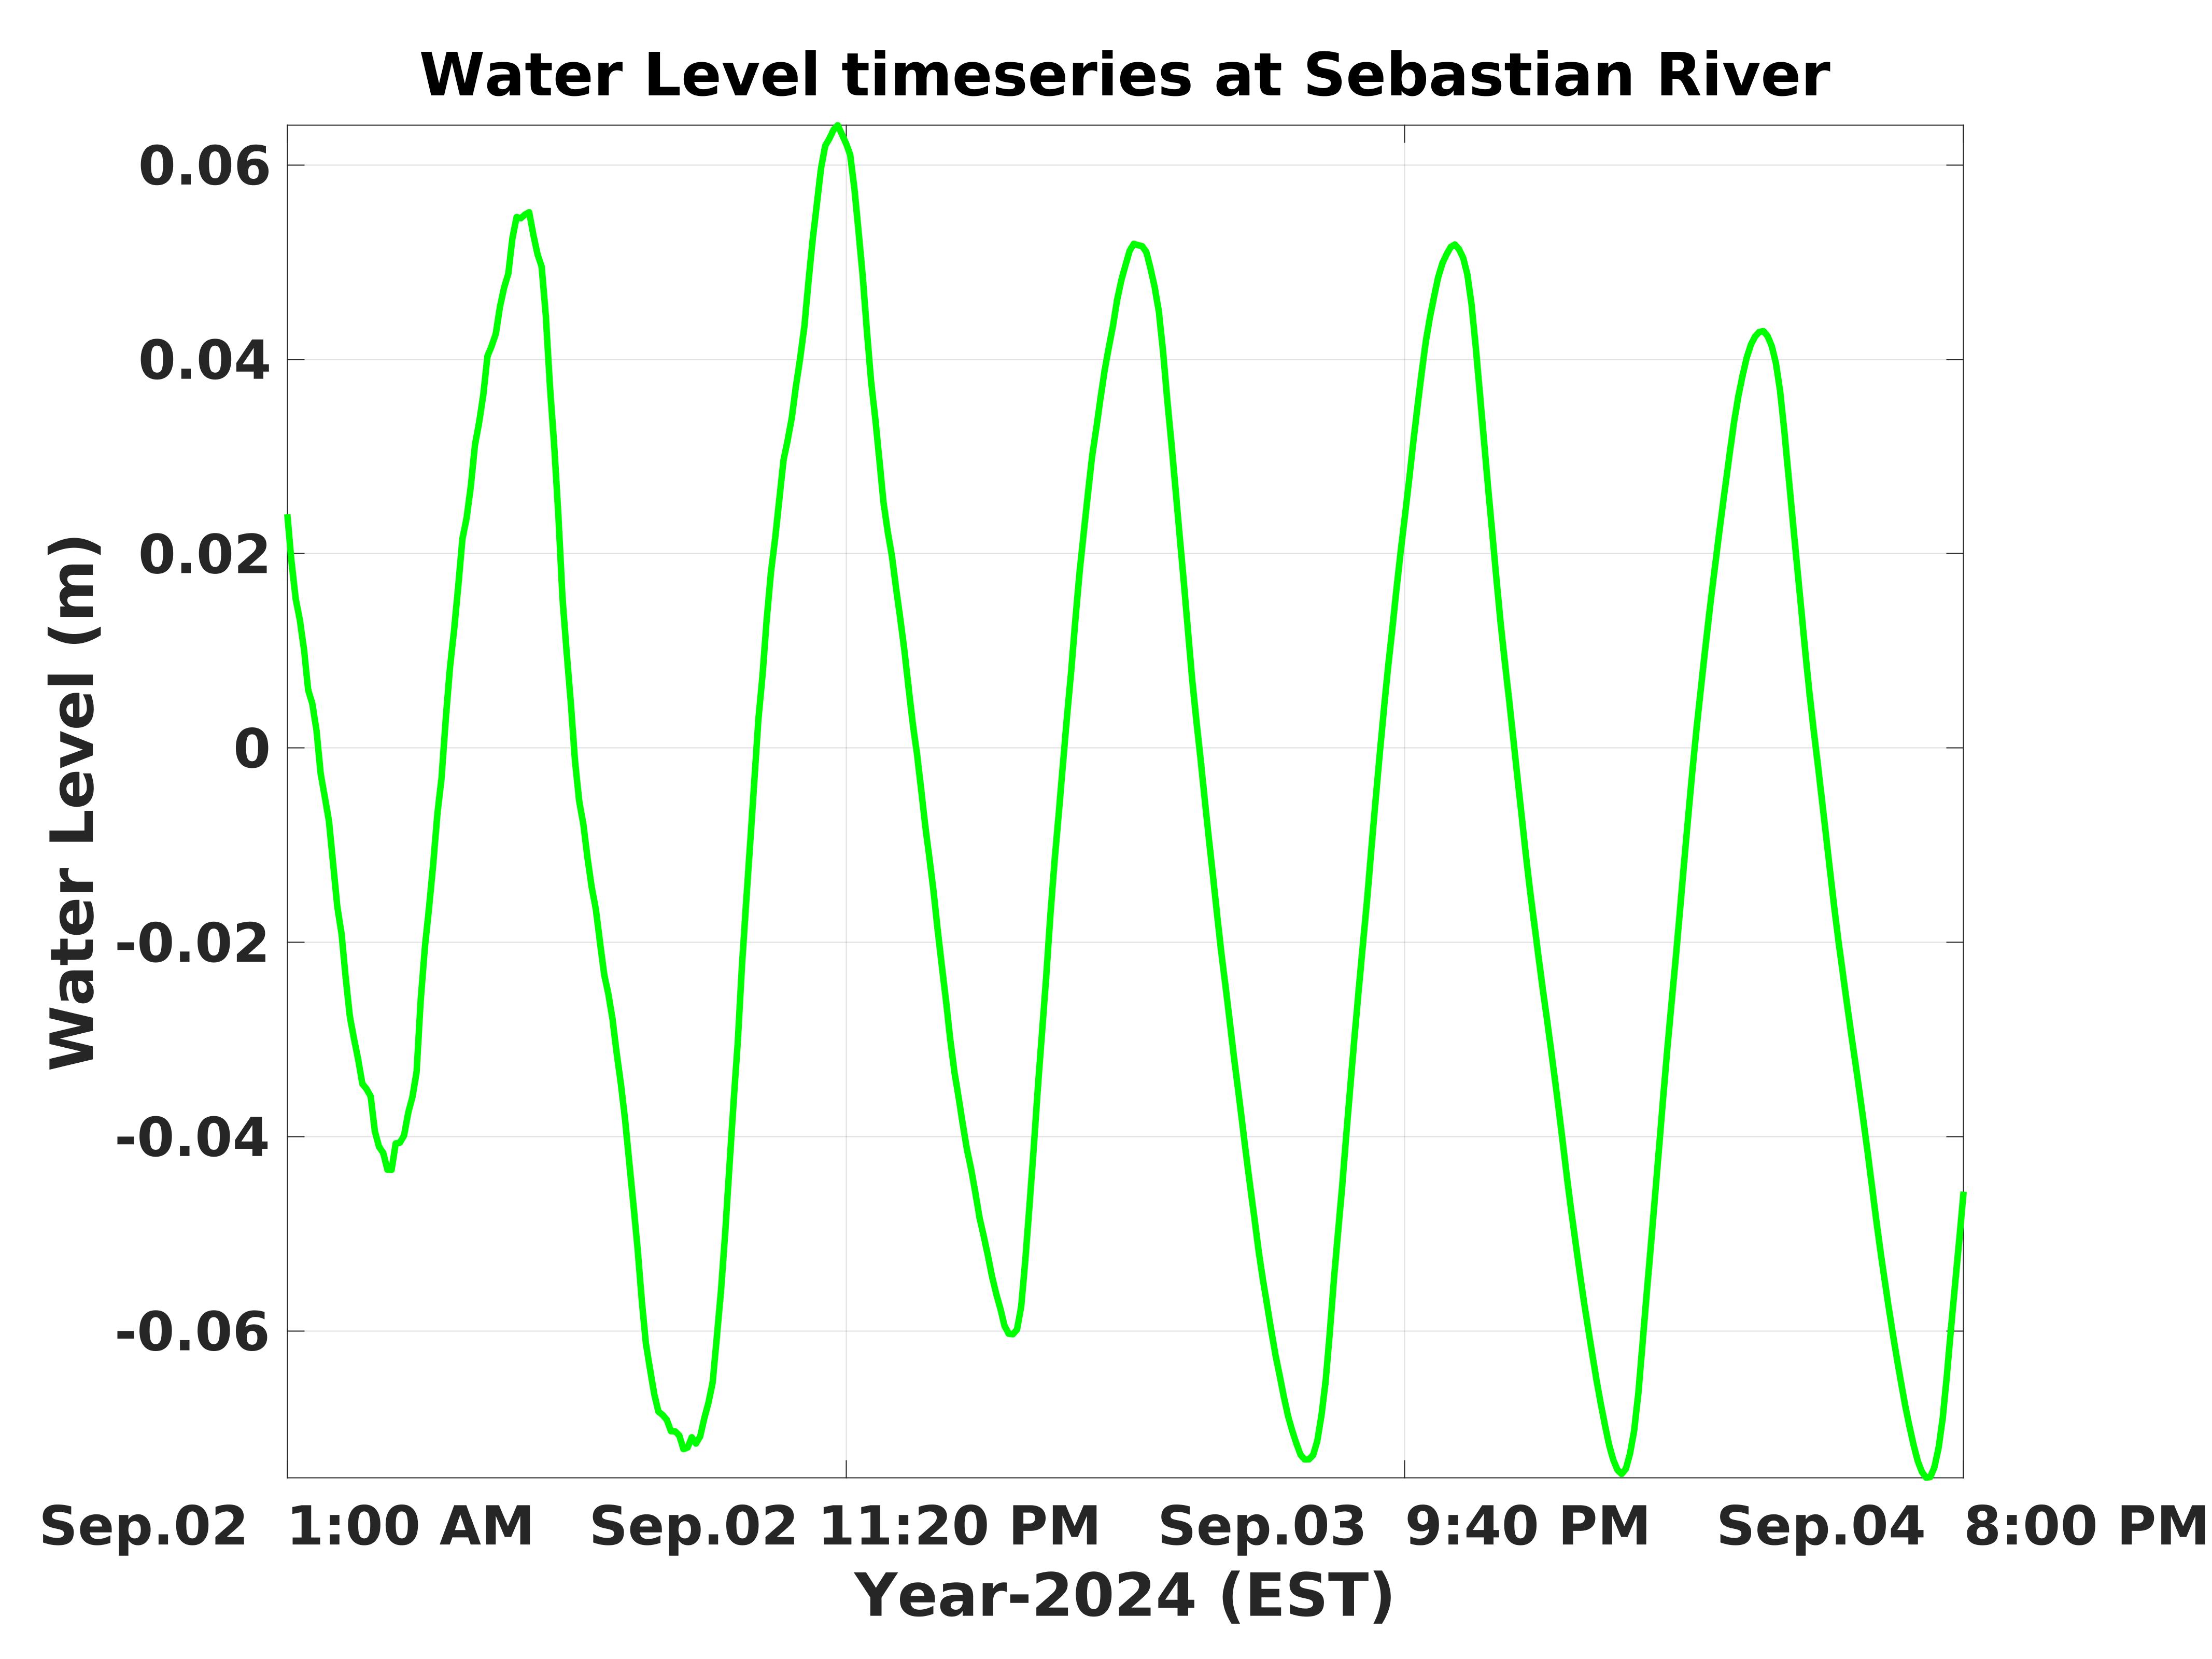 Water Level timeseries at Sebastian River
0.06
0.04
0.02
0
-0.02
-0.04
-0.06
Water Level (m)
Sep.02 1:00 AM Sep.02 11:20 PM Sep.03 9:40 PM Sep.04 8:00 PM
Year-2024 (EST)